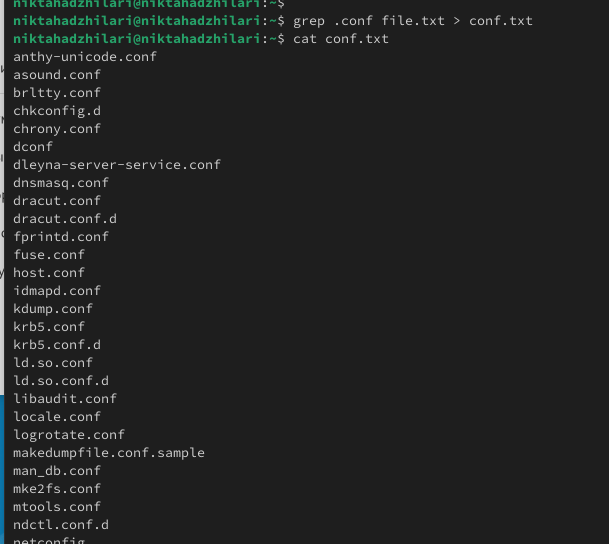 niktahadzhilari@niktahadzhilari:~$
niktahadzhilari@niktahadzhilari:~$ grep .conf file.txt > conf.txt
niktahadzhilari@niktahadzhilari:~$ cat conf.txt
anthy-unicode.conf
asound.conf
brltty.conf
chkconfig.d
chrony.conf
dconf
dleyna-server-service.conf
dnsmasq.conf
dracut.conf
dracut.conf.d
fprintd.conf
fuse.conf
host.conf
idmapd.conf
kdump.conf
krb5.conf
krb5.conf.d
ld.so.conf
ld.so.conf.d
libaudit.conf
locale.conf
logrotate.conf
makedumpfile.conf.sample
man_db.conf
mke2fs.conf
mtools.conf
ndctl.conf.d
netconfig